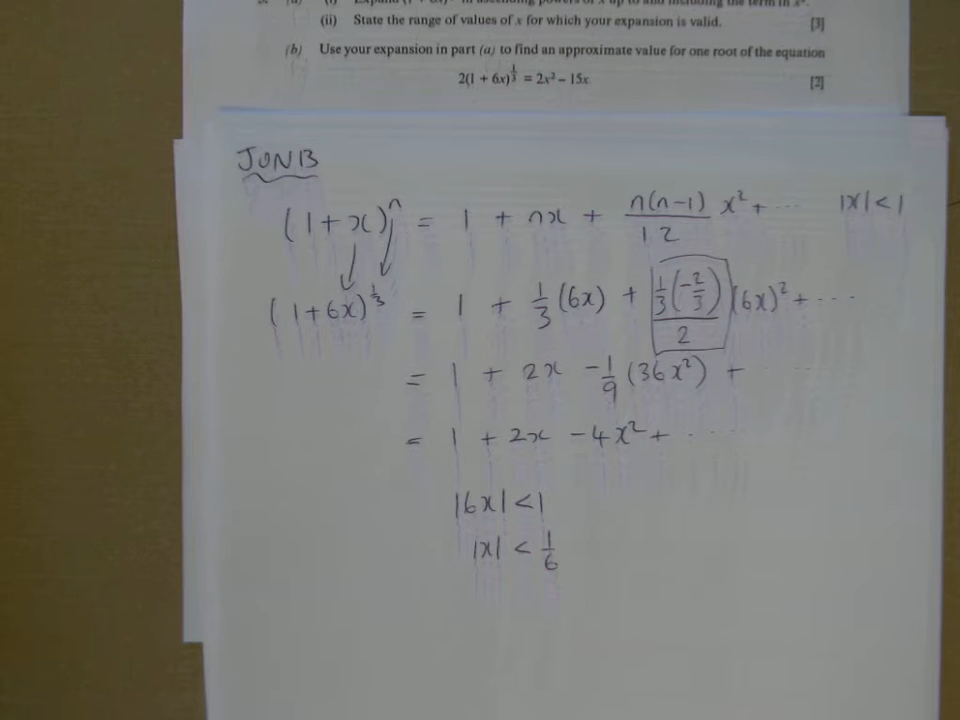 (ii) State the range of values of x for which your expansion is valid. [3]
(b) Use your expansion in part (a) to find an approximate value for one root of the equation
2(1 + 6x)^{1/3} = 2x² – 15x [2]
JUN13
(1+x)^n = 1 + nx + n(n-1)/12 x² + ··· |x| < 1
(1+6x)^{1/3} = 1 + 1/3 (6x) + 1/3(-2/3)/2 (6x)² + ···
= 1 + 2x - 1/9 (36x²) + ···
= 1 + 2x - 4x² + ·····
|6x| < 1
|x| < 1/6